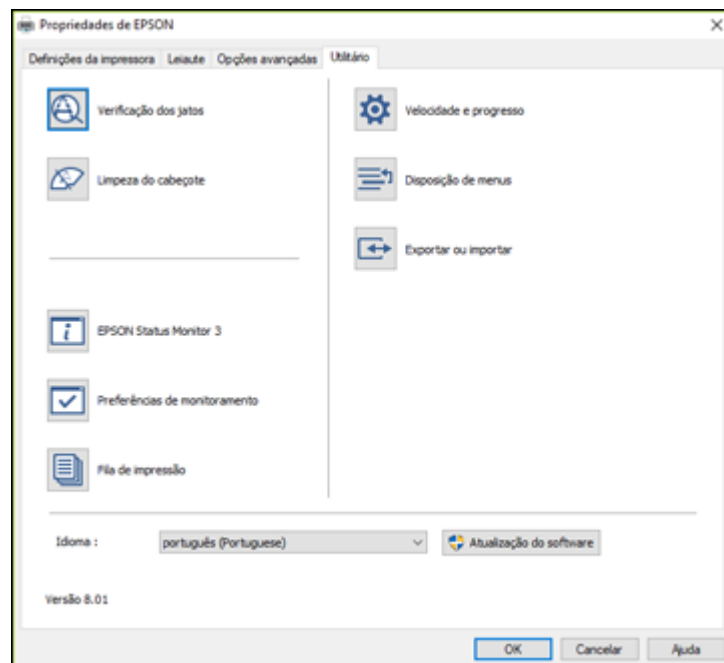 Propriedades de EPSON
Definições da impressora Leiaute Opções avançadas Utilitário
Verificação dos jatos
Limpeza do cabeçote
EPSON Status Monitor 3
Preferências de monitoramento
Fila de impressão
Velocidade e progresso
Disposição de menus
Exportar ou importar
Idioma : português (Portuguese) Atualização do software
Versão 8.01
OK Cancelar Ajuda